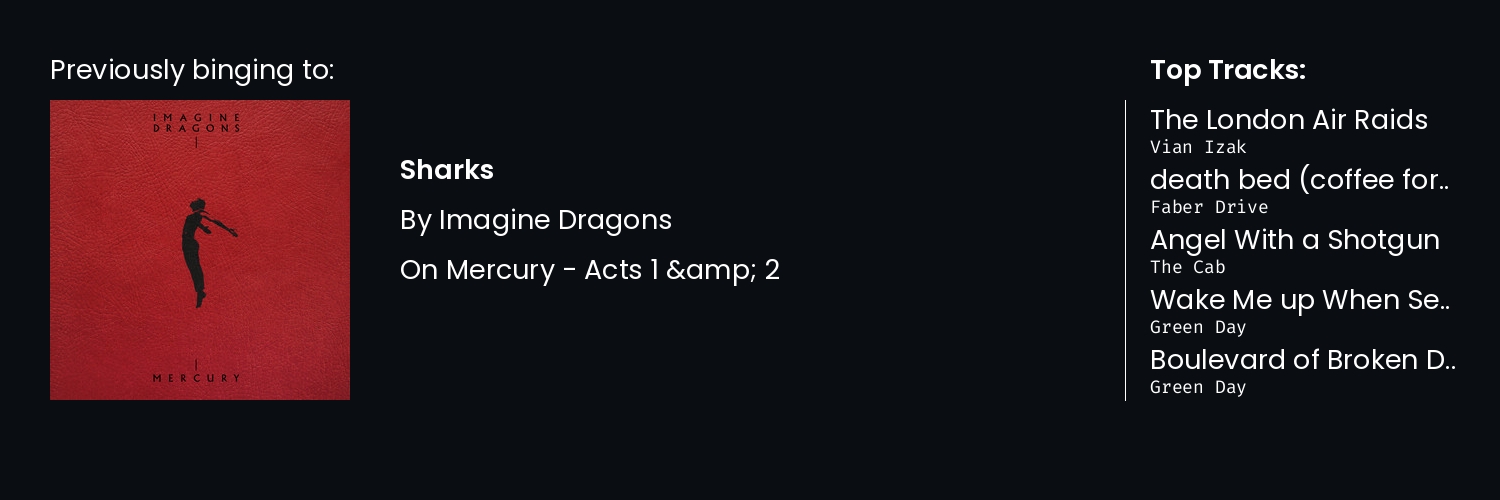 Previously binging to:
IMAGINE
DRAGONS
MERCURY
Sharks
By Imagine Dragons
On Mercury - Acts 1 &amp; 2
Top Tracks:
The London Air Raids
Vian Izak
death bed (coffee for..
Faber Drive
Angel With a Shotgun
The Cab
Wake Me up When Se..
Green Day
Boulevard of Broken D..
Green Day